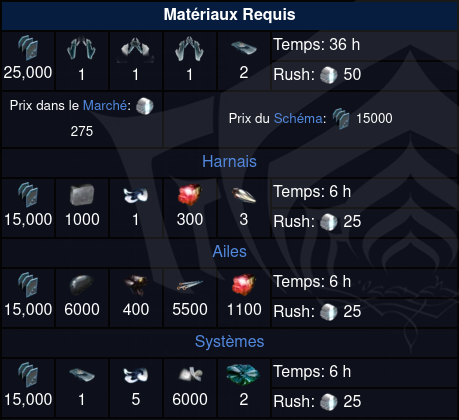 Matériaux Requis
25,000 1 1 1 2
Temps: 36 h
Rush: 50
Prix dans le Marché:
275
Prix du Schéma: 15000
Harnais
15,000 1000 1 300 3
Temps: 6 h
Rush: 25
Ailes
15,000 6000 400 5500 1100
Temps: 6 h
Rush: 25
Systèmes
15,000 1 5 6000 2
Temps: 6 h
Rush: 25